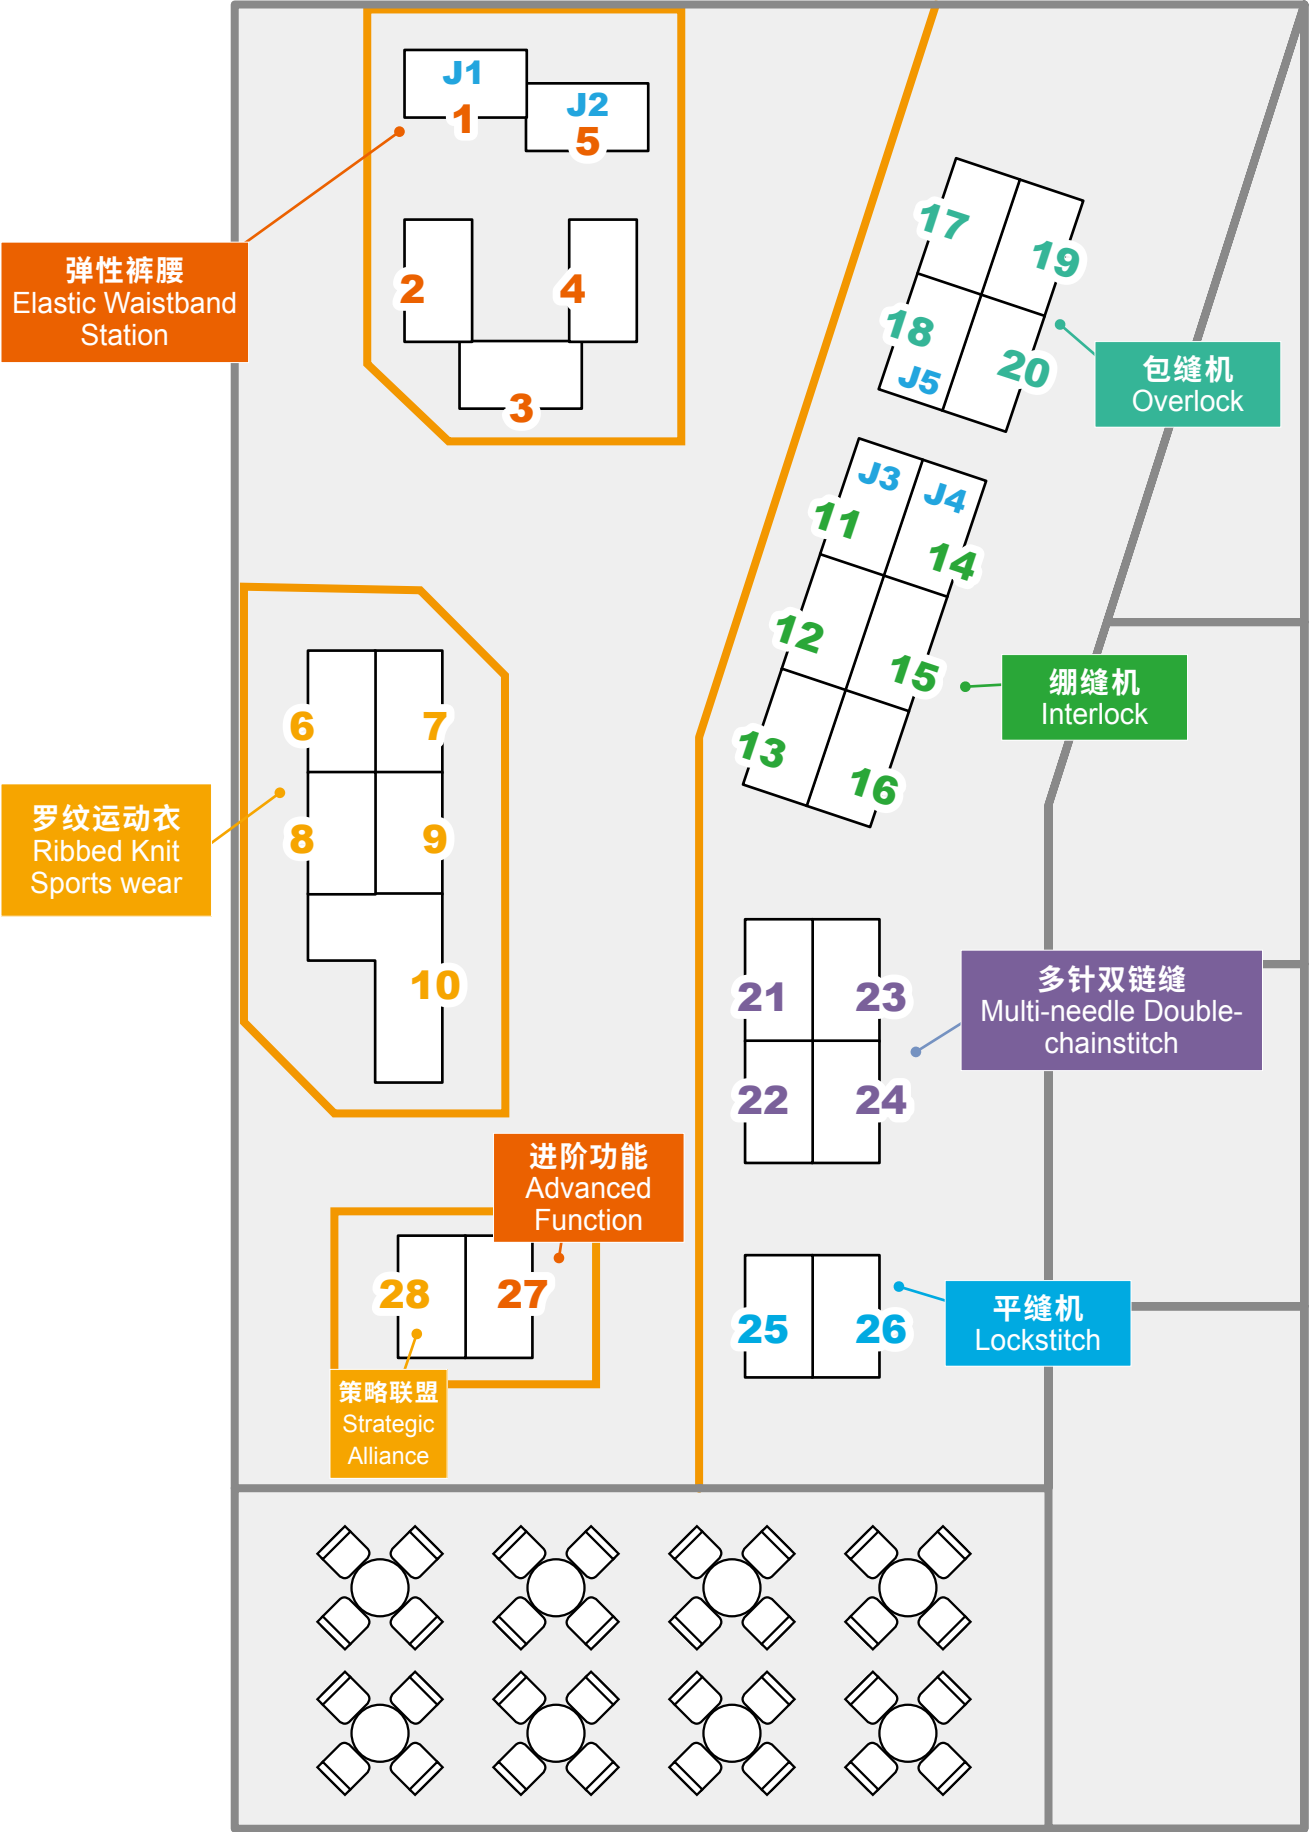 J1
1
J2
5
弹性裤腰
Elastic Waistband
Station
2
4
3
17
19
18
J5
20
包缝机
Overlock
J3
J4
11
14
12
15
13
16
绷缝机
Interlock
6
7
8
9
10
罗纹运动衣
Ribbed Knit
Sports wear
21
23
22
24
多针双链缝
Multi-needle Double-
chainstitch
进阶功能
Advanced
Function
28
27
策略联盟
Strategic
Alliance
25
26
平缝机
Lockstitch